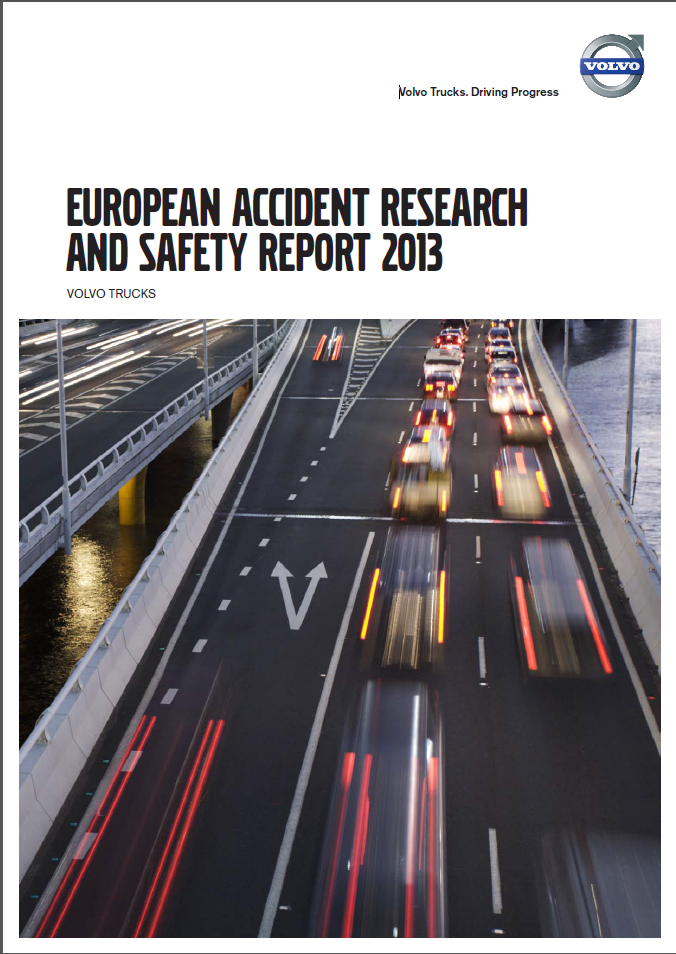 VOLVO
Volvo Trucks. Driving Progress
EUROPEAN ACCIDENT RESEARCH
AND SAFETY REPORT 2013
VOLVO TRUCKS